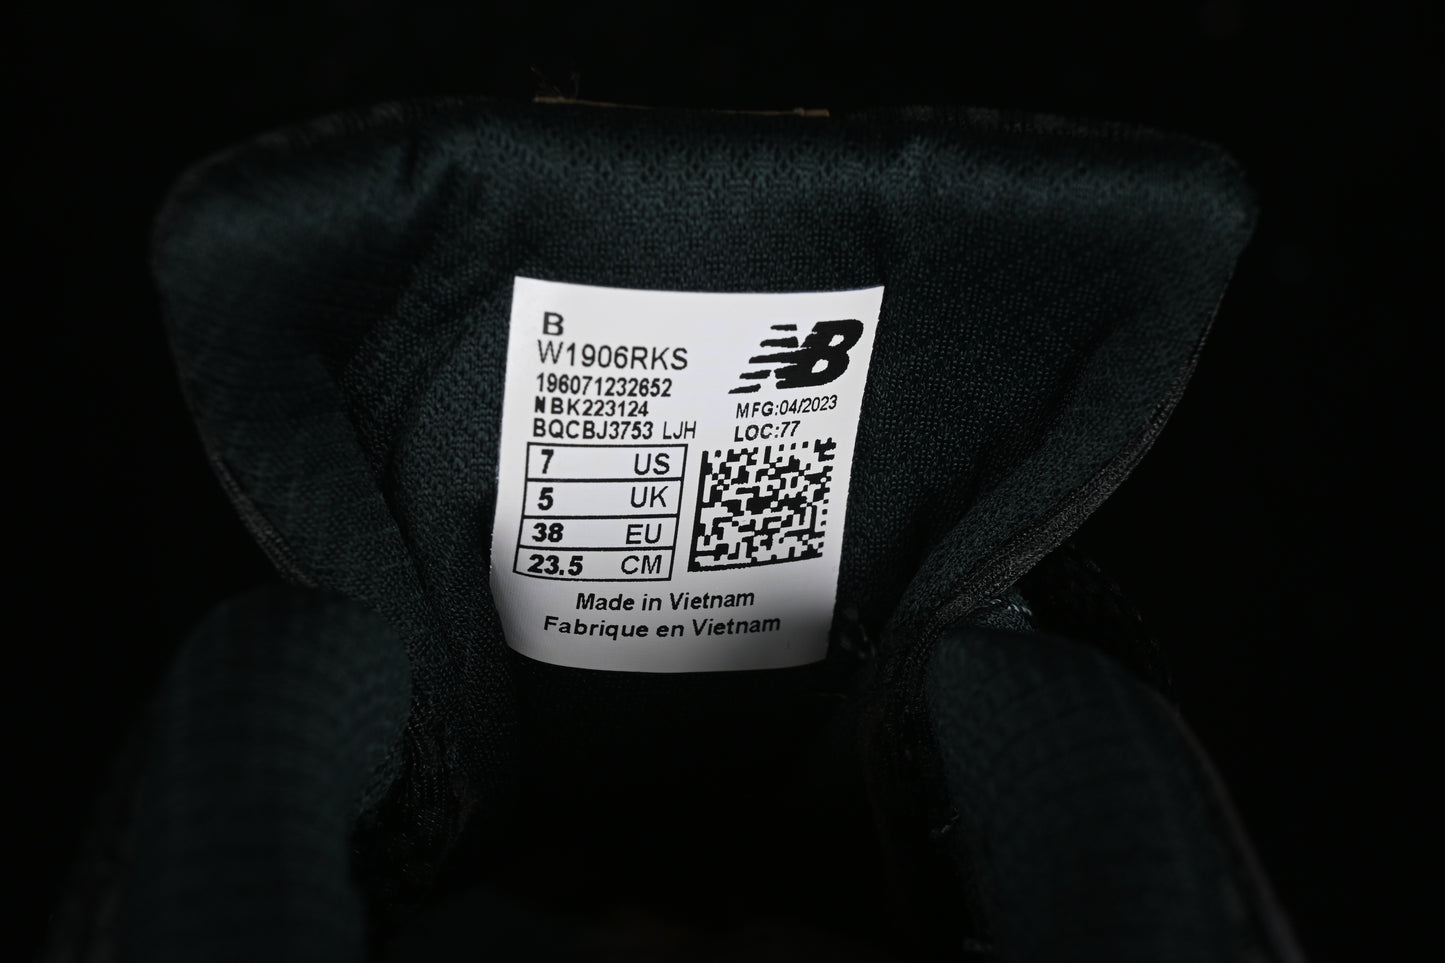 B
W1906RKS
196071232652
NBK223124
BQCBJ3753 LJH
NB
MFG:04/2023
LOC:77
7 US
5 UK
38 EU
23.5 CM
Made in Vietnam
Fabrique en Vietnam